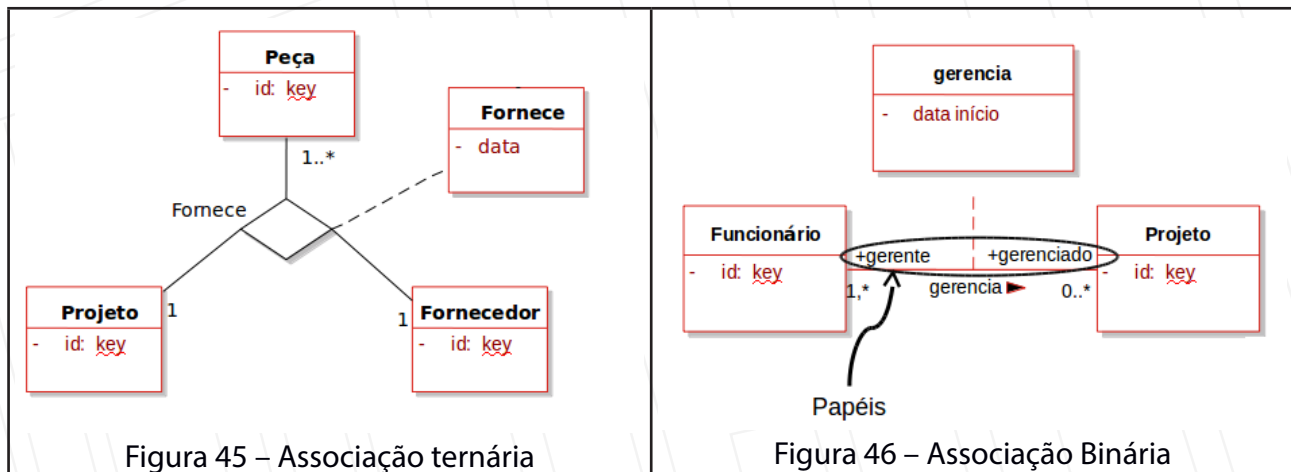 Peça
- id: key
1..*
Fornece
- data
Fornece
Projeto
- id: key
1
1
Fornecedor
- id: key
Figura 45 – Associação ternária
gerencia
- data início
Funcionário
- id: key
+gerente
+gerenciado
1,*
gerencia
0..*
Projeto
- id: key
Papéis
Figura 46 – Associação Binária